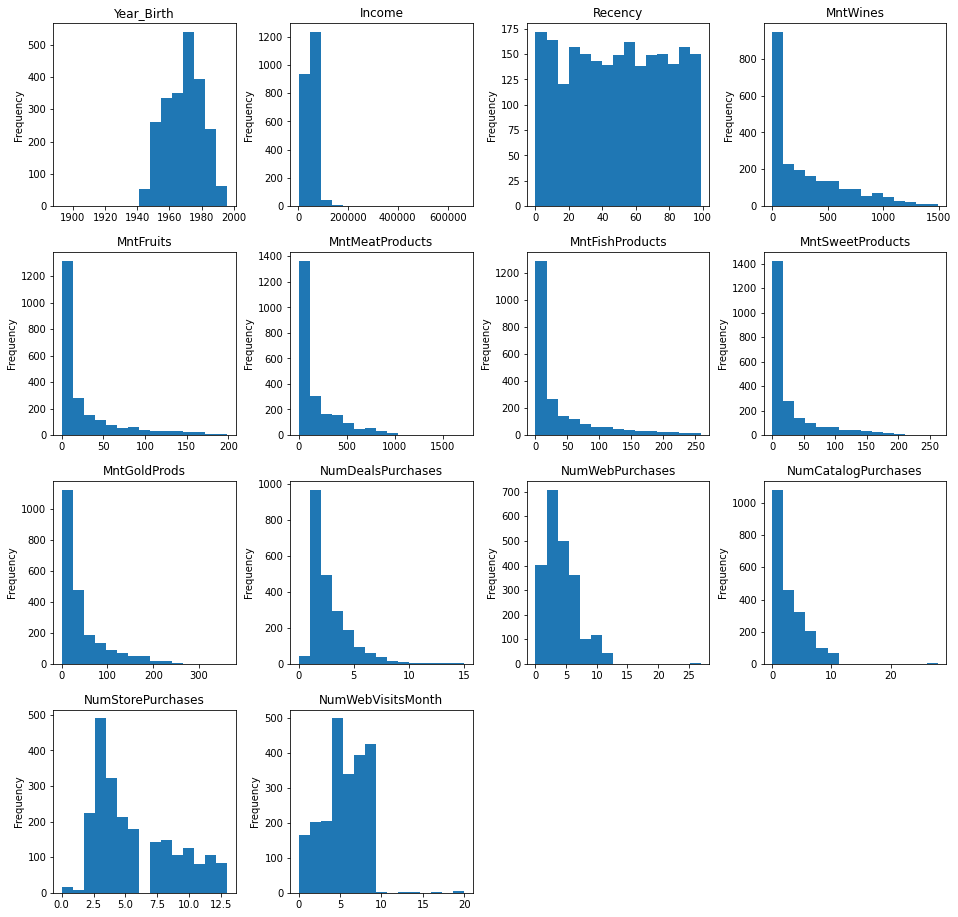 Year_Birth
Frequency
500
400
300
200
100
0
1900 1920 1940 1960 1980 2000
Income
Frequency
1200
1000
800
600
400
200
0
0 200000 400000 600000
Recency
Frequency
175
150
125
100
75
50
25
0
0 20 40 60 80 100
MntWines
Frequency
800
600
400
200
0
0 500 1000 1500
MntFruits
Frequency
1200
1000
800
600
400
200
0
0 50 100 150 200
MntMeatProducts
Frequency
1400
1200
1000
800
600
400
200
0
0 500 1000 1500
MntFishProducts
Frequency
1200
1000
800
600
400
200
0
0 50 100 150 200 250
MntSweetProducts
Frequency
1400
1200
1000
800
600
400
200
0
0 50 100 150 200 250
MntGoldProds
Frequency
1000
800
600
400
200
0
0 100 200 300
NumDealsPurchases
Frequency
1000
800
600
400
200
0
0 5 10 15
NumWebPurchases
Frequency
700
600
500
400
300
200
100
0
0 5 10 15 20 25
NumCatalogPurchases
Frequency
1000
800
600
400
200
0
0 10 20
NumStorePurchases
Frequency
500
400
300
200
100
0
0.0 2.5 5.0 7.5 10.0 12.5
NumWebVisitsMonth
Frequency
500
400
300
200
100
0
0 5 10 15 20